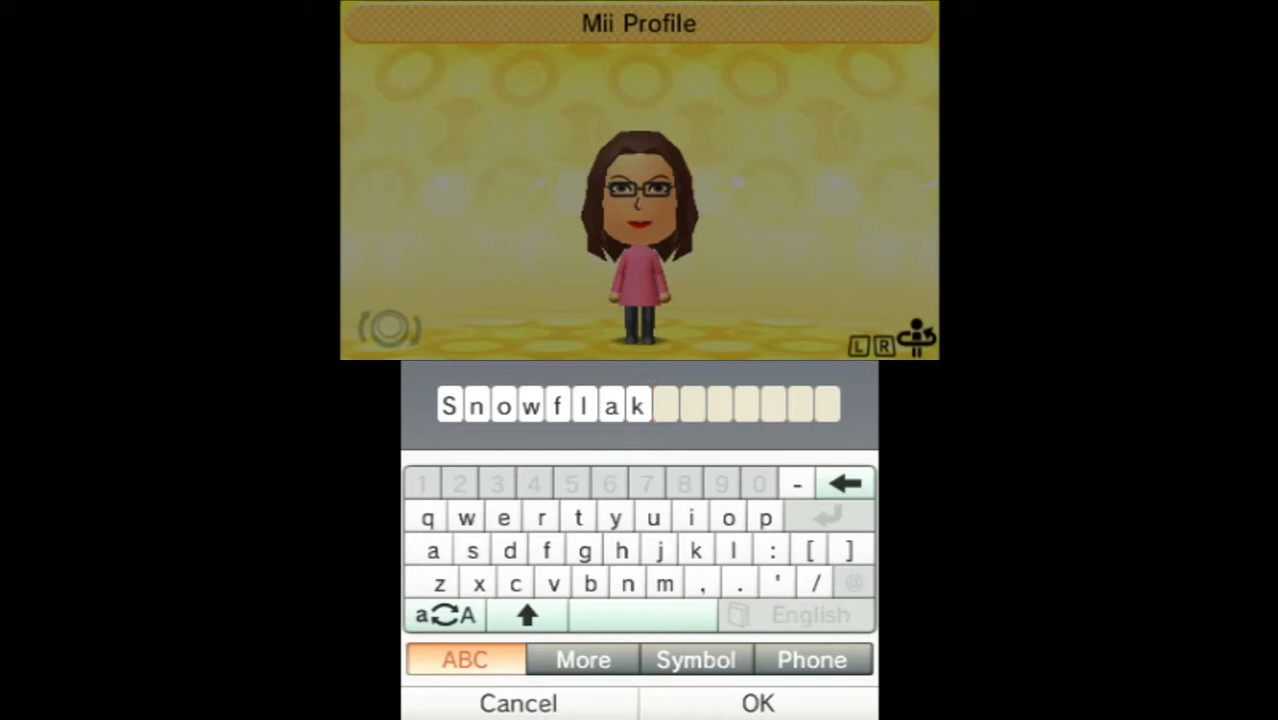 Mii Profile
L R
Snowflak
1 2 3 4 5 6 7 8 9 0 -
q w e r t y u i o p
a s d f g h j k l : [ ]
z x c v b n m , . ' / @
a A English
ABC More Symbol Phone
Cancel OK